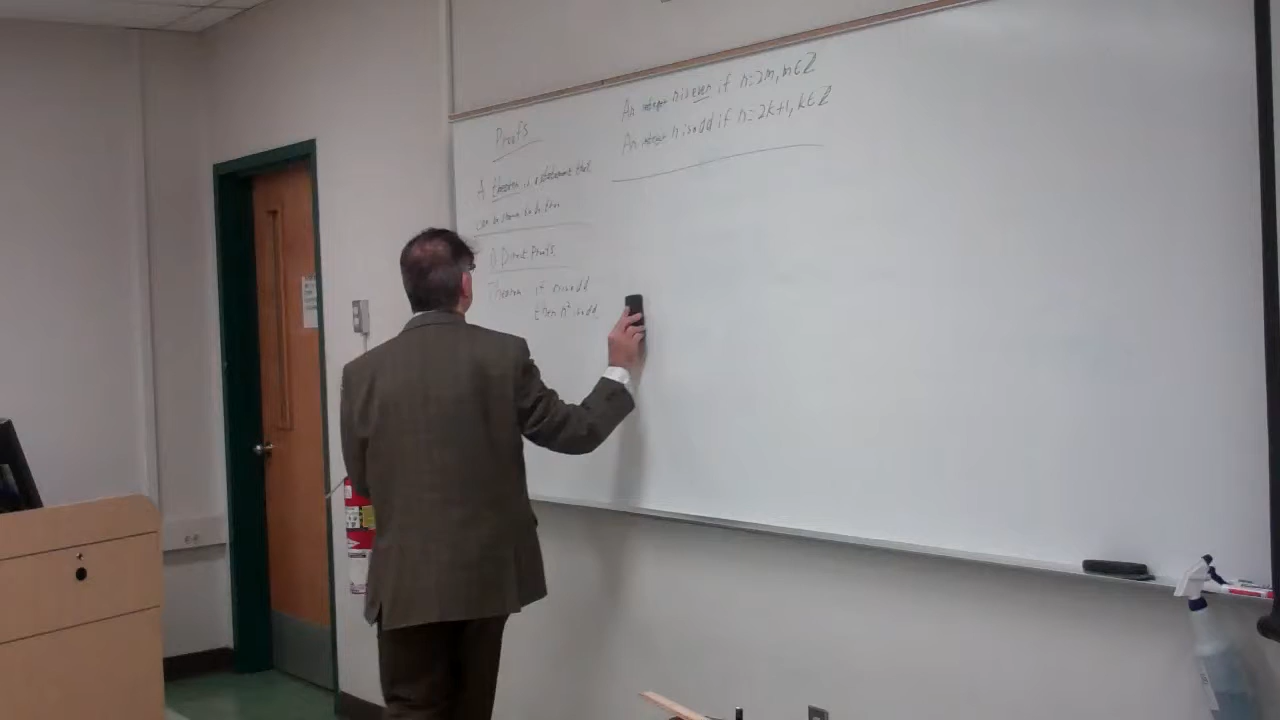 Proofs
A theorem is a statement that
can be shown to be true
1) Direct Proofs
Theorem if n is odd
then n² is odd
An integer n is even if n=2m, m∈Z
An integer n is odd if n=2k+1, k∈Z